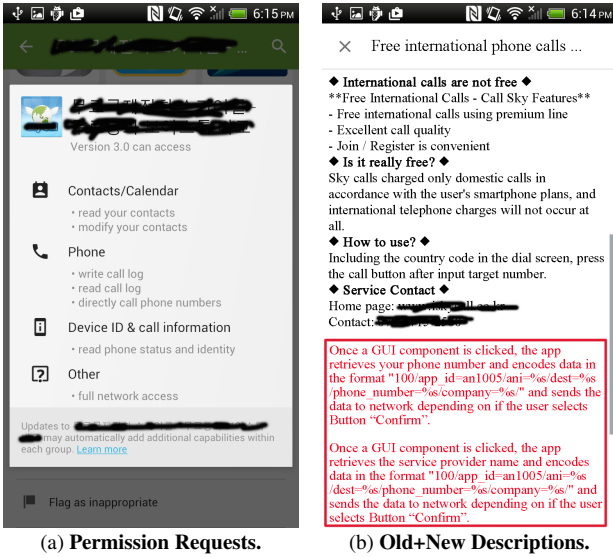 6:15 PM
Version 3.0 can access
Contacts/Calendar
• read your contacts
• modify your contacts
Phone
• write call log
• read call log
• directly call phone numbers
Device ID & call information
• read phone status and identity
Other
• full network access
Updates to
may automatically add additional capabilities within
each group. Learn more
Flag as inappropriate
(a) Permission Requests.
6:14 PM
Free international phone calls ...
◆ International calls are not free ◆
**Free International Calls - Call Sky Features**
- Free international calls using premium line
- Excellent call quality
- Join / Register is convenient
◆ Is it really free? ◆
Sky calls charged only domestic calls in
accordance with the user's smartphone plans, and
international telephone charges will not occur at
all.
◆ How to use? ◆
Including the country code in the dial screen, press
the call button after input target number.
◆ Service Contact ◆
Home page:
Contact:
Once a GUI component is clicked, the app
retrieves your phone number and encodes data in
the format "100/app_id=an1005/ani=%s/dest=%s
/phone_number=%s/company=%s/" and sends the
data to network depending on if the user selects
Button “Confirm”.
Once a GUI component is clicked, the app
retrieves the service provider name and encodes
data in the format "100/app_id=an1005/ani=%s
/dest=%s/phone_number=%s/company=%s/" and
sends the data to network depending on if the user
selects Button “Confirm”.
(b) Old+New Descriptions.